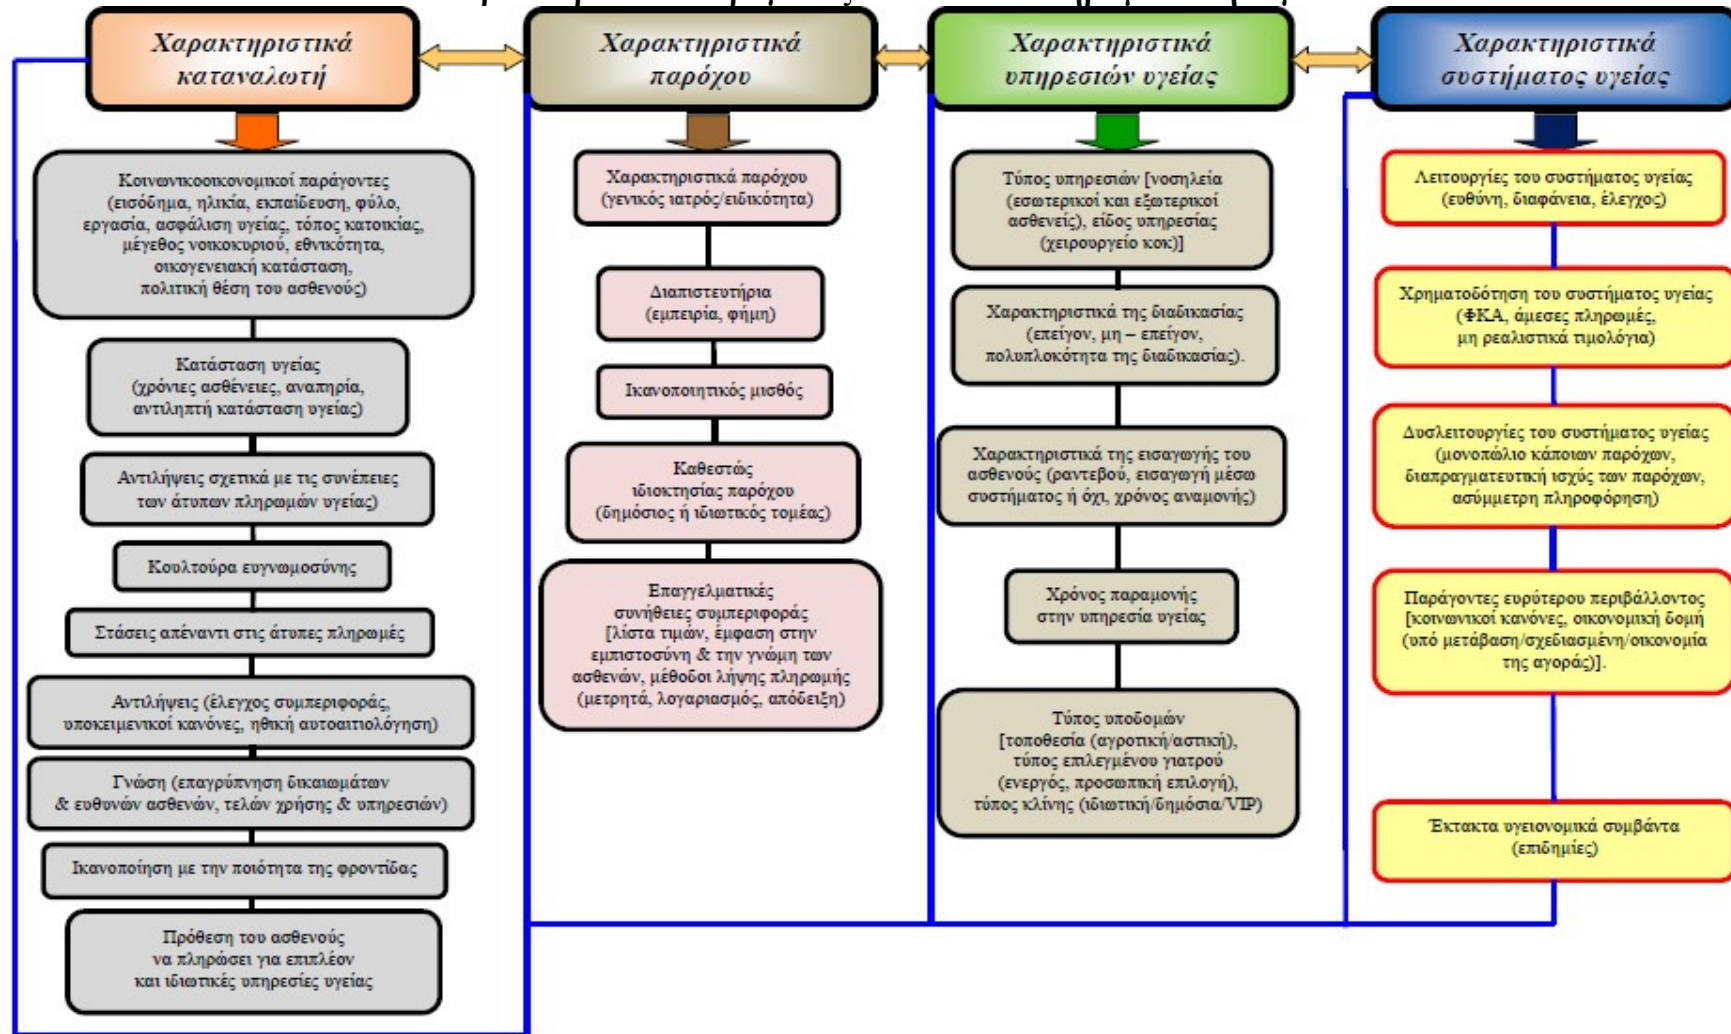 Χαρακτηριστικά
καταναλωτή
Κοινωνικοοικονομικοί παράγοντες
(εισόδημα, ηλικία, εκπαίδευση, φύλο,
εργασία, ασφάλιση υγείας, τόπος κατοικίας,
μέγεθος νοικοκυριού, εθνικότητα,
οικογενειακή κατάσταση,
πολιτική θέση του ασθενούς)
Κατάσταση υγείας
(χρόνιες ασθένειες, αναπηρία,
αντιληπτή κατάσταση υγείας)
Αντιλήψεις σχετικά με τις συνέπειες
των άτυπων πληρωμών υγείας)
Κουλτούρα ευγνωμοσύνης
Στάσεις απέναντι στις άτυπες πληρωμές
Αντιλήψεις (έλεγχος συμπεριφοράς,
υποκειμενικοί κανόνες, ηθική αυτοαιτιολόγηση)
Γνώση (επαγρύπνηση δικαιωμάτων
& ευθυνών ασθενών, τελών χρήσης & υπηρεσιών)
Ικανοποίηση με την ποιότητα της φροντίδας
Πρόθεση του ασθενούς
να πληρώσει για επιπλέον
και ιδιωτικές υπηρεσίες υγείας
Χαρακτηριστικά
παρόχου
Χαρακτηριστικά παρόχου
(γενικός ιατρός/ειδικότητα)
Διαπιστευτήρια
(εμπειρία, φήμη)
Ικανοποιητικός μισθός
Καθεστώς
ιδιοκτησίας παρόχου
(δημόσιος ή ιδιωτικός τομέας)
Επαγγελματικές
συνήθειες συμπεριφοράς
[λίστα τιμών, έμφαση στην
εμπιστοσύνη & την γνώμη των
ασθενών, μέθοδοι λήψης πληρωμής
(μετρητά, λογαριασμός, απόδειξη)
Χαρακτηριστικά
υπηρεσιών υγείας
Τύπος υπηρεσιών [νοσηλεία
(εσωτερικοί και εξωτερικοί
ασθενείς), είδος υπηρεσίας
(χειρουργείο κοκ)]
Χαρακτηριστικά της διαδικασίας
(επείγον, μη – επείγον,
πολυπλοκότητα της διαδικασίας).
Χαρακτηριστικά της εισαγωγής του
ασθενούς (ραντεβού, εισαγωγή μέσω
συστήματος ή όχι, χρόνος αναμονής)
Χρόνος παραμονής
στην υπηρεσία υγείας
Τύπος υποδομών
[τοποθεσία (αγροτική/αστική),
τύπος επιλεγμένου γιατρού
(ενεργός, προσωπική επιλογή),
τύπος κλίνης (ιδιωτική/δημόσια/VIP)
Χαρακτηριστικά
συστήματος υγείας
Λειτουργίες του συστήματος υγείας
(ευθύνη, διαφάνεια, έλεγχος)
Χρηματοδότηση του συστήματος υγείας
(ΦΚΑ, άμεσες πληρωμές,
μη ρεαλιστικά τιμολόγια)
Δυσλειτουργίες του συστήματος υγείας
(μονοπώλιο κάποιων παρόχων,
διαπραγματευτική ισχύς των παρόχων,
ασύμμετρη πληροφόρηση)
Παράγοντες ευρύτερου περιβάλλοντος
[κοινωνικοί κανόνες, οικονομική δομή
(υπό μετάβαση/σχεδιασμένη/οικονομία
της αγοράς)].
Έκτακτα υγειονομικά συμβάντα
(επιδημίες)